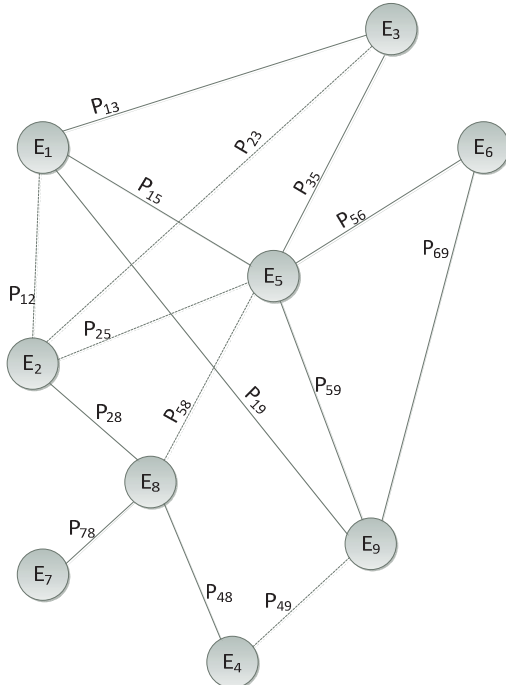 E₃
P₁₃
E₁
P₂₃
E₆
P₁₅
P₃₅
P₅₆
P₆₉
E₅
P₁₂
P₂₅
E₂
P₂₈
P₅₈
P₁₉
P₅₉
E₈
P₇₈
E₉
E₇
P₄₈
P₄₉
E₄